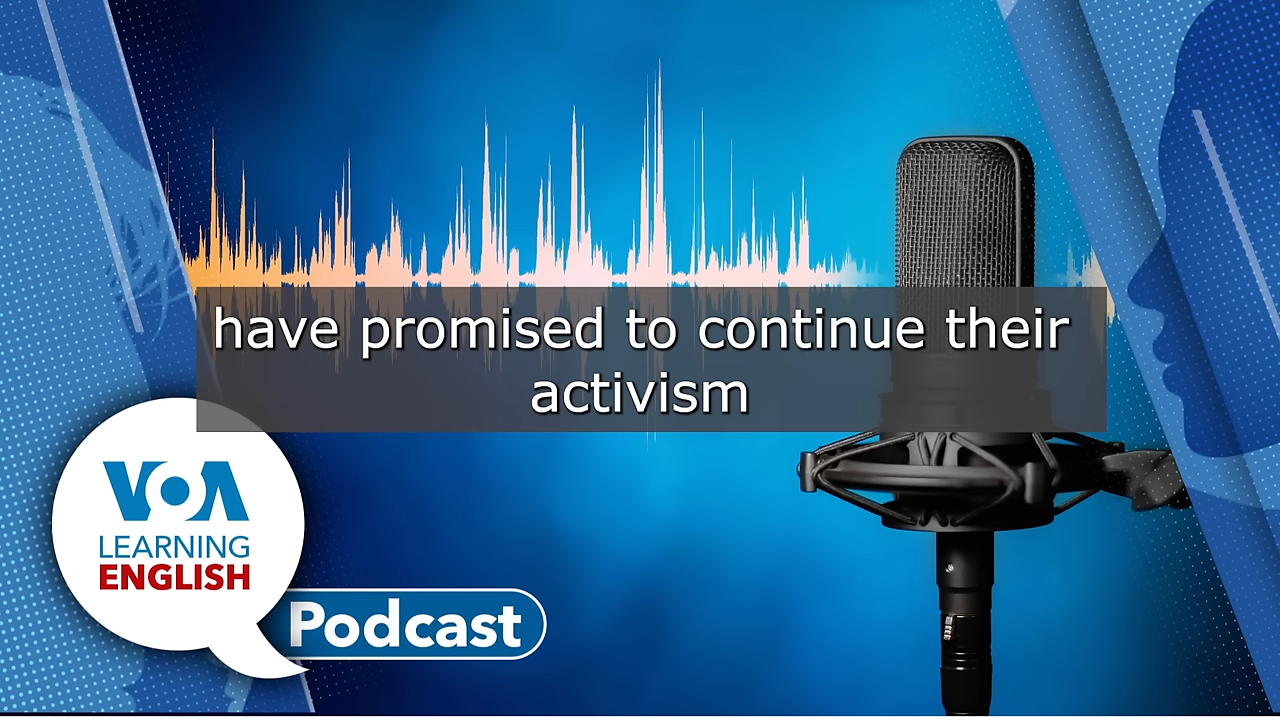 have promised to continue their
activism
VOA
LEARNING
ENGLISH
Podcast